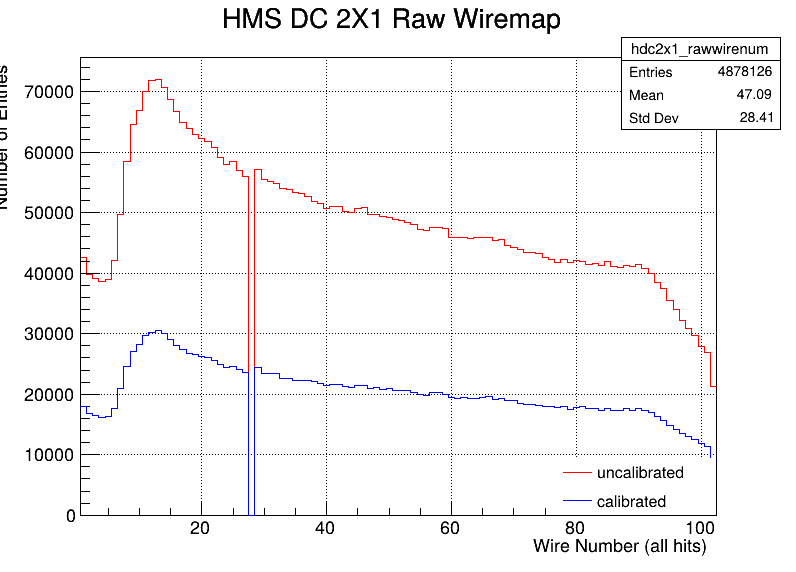 HMS DC 2X1 Raw Wiremap
hdc2x1_rawwirenum
Entries 4878126
Mean 47.09
Std Dev 28.41
Number of Entries
70000
60000
50000
40000
30000
20000
10000
0
uncalibrated
calibrated
20 40 60 80 100
Wire Number (all hits)